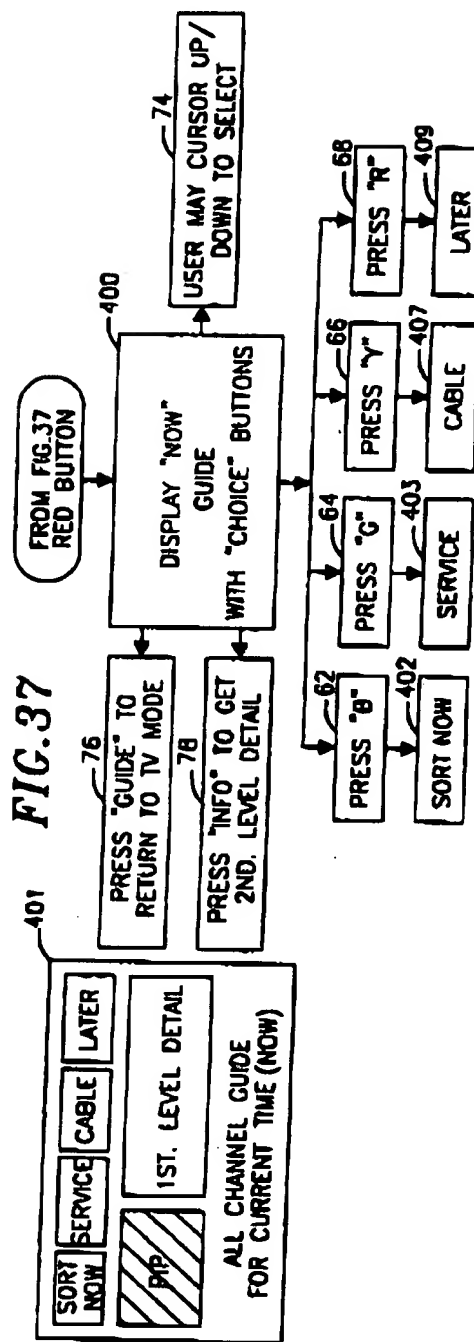 FIG.37
401
SORT
NOW
SERVICE
CABLE
LATER
PIP
1ST. LEVEL DETAIL
ALL CHANNEL GUIDE
FOR CURRENT TIME (NOW)
FROM FIG.37
RED BUTTON
400
DISPLAY "NOW"
GUIDE
WITH "CHOICE" BUTTONS
76
PRESS "GUIDE" TO
RETURN TO TV MODE
78
PRESS "INFO" TO GET
2ND. LEVEL DETAIL
74
USER MAY CURSOR UP/
DOWN TO SELECT
62
PRESS "B"
64
PRESS "G"
66
PRESS "Y"
68
PRESS "R"
402
SORT NOW
403
SERVICE
407
CABLE
409
LATER